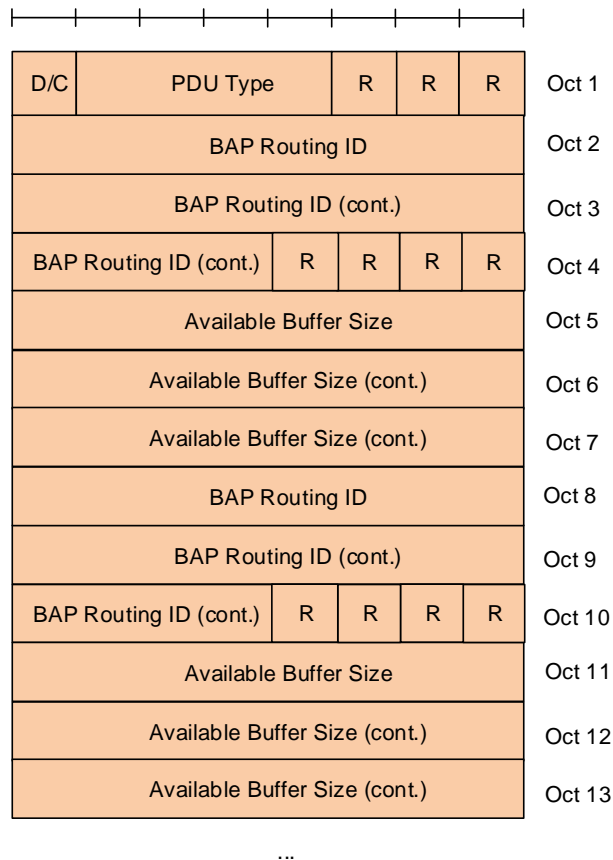 D/C PDU Type R R R Oct 1
BAP Routing ID Oct 2
BAP Routing ID (cont.) Oct 3
BAP Routing ID (cont.) R R R R Oct 4
Available Buffer Size Oct 5
Available Buffer Size (cont.) Oct 6
Available Buffer Size (cont.) Oct 7
BAP Routing ID Oct 8
BAP Routing ID (cont.) Oct 9
BAP Routing ID (cont.) R R R R Oct 10
Available Buffer Size Oct 11
Available Buffer Size (cont.) Oct 12
Available Buffer Size (cont.) Oct 13
...